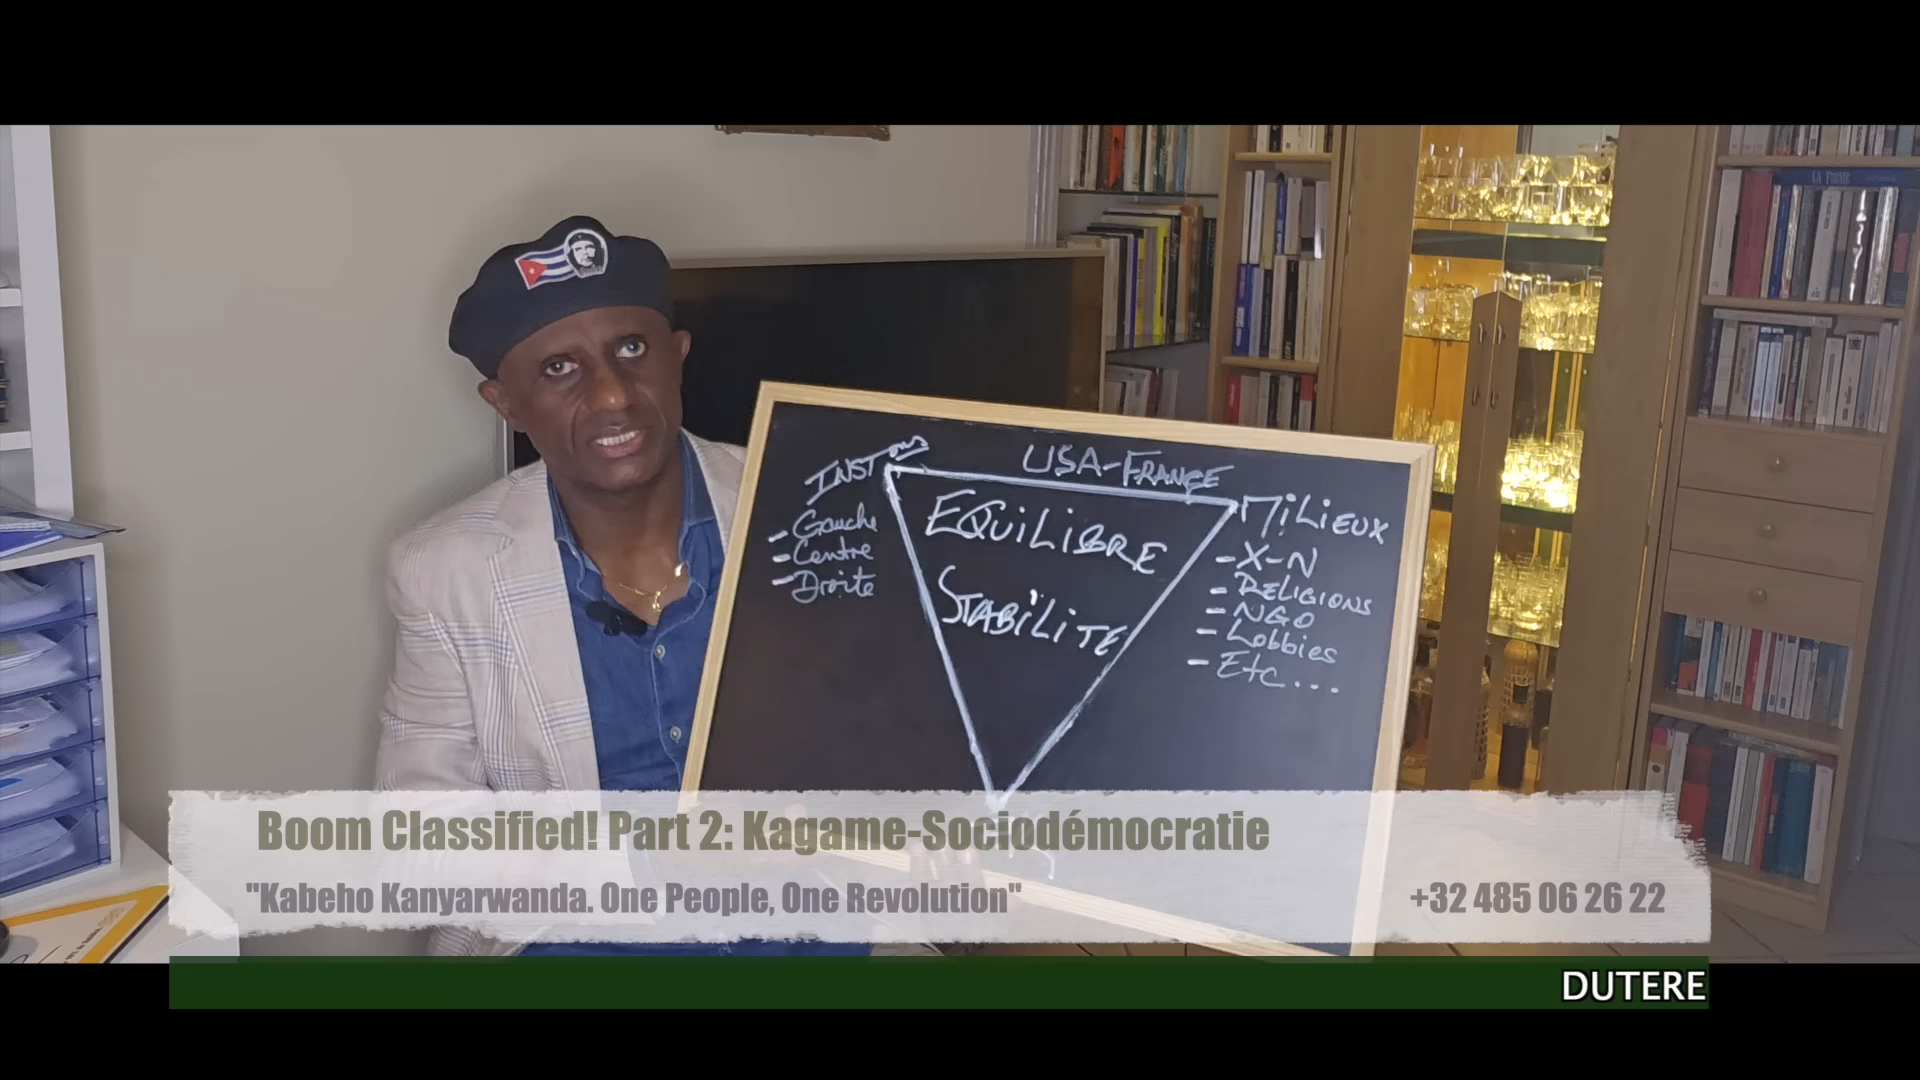 INSTIONS
USA-FRANCE
- Gauche
- Centre
- Droite
EQUILIBRE
STABILITE
MILIEUX
- X-N
- RELIGIONS
- NGO
- Lobbies
- Etc...
Boom Classified! Part 2: Kagame-Sociodémocratie
"Kabeho Kanyarwanda. One People, One Revolution"
+32 485 06 26 22
DUTERE